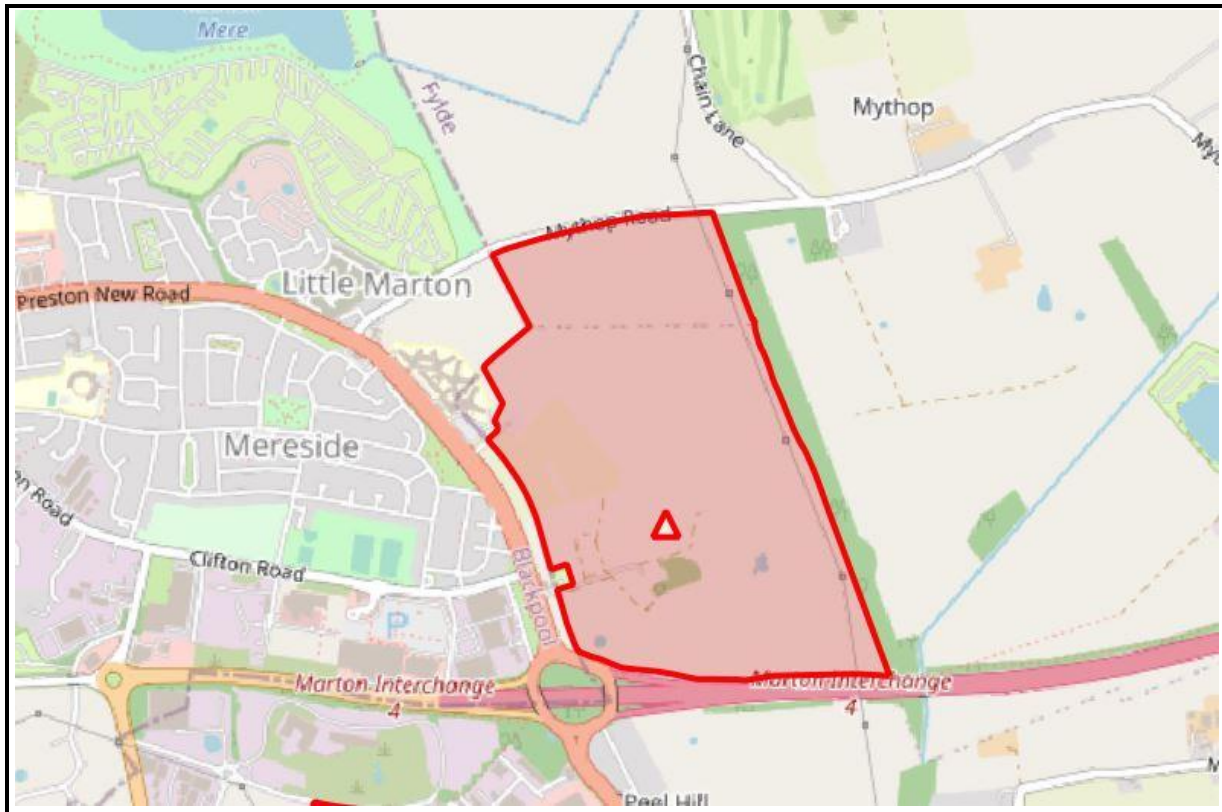 Mere
Fylde
Chain Lane
Mythop
Mythop Road
Little Marton
Preston New Road
Mereside
Road
Clifton Road
Blackpool
P
Marton Interchange
4
Marton Interchange
4
Peel Hill